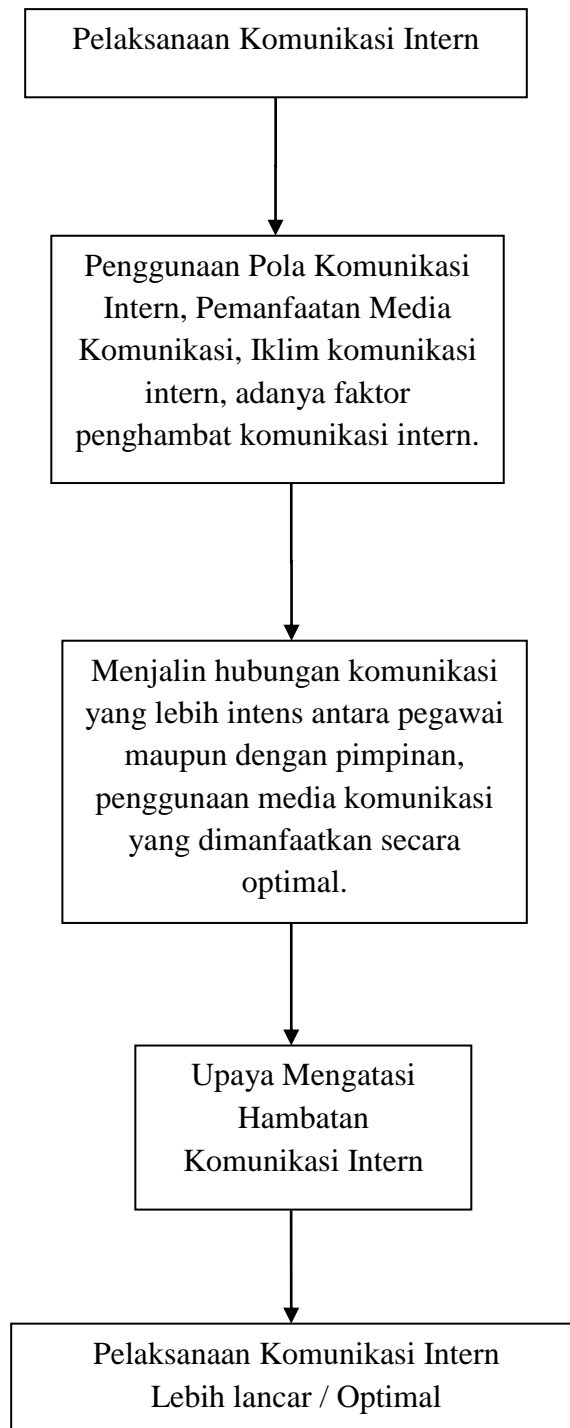 Pelaksanaan Komunikasi Intern
Penggunaan Pola Komunikasi
Intern, Pemanfaatan Media
Komunikasi, Iklim komunikasi
intern, adanya faktor
penghambat komunikasi intern.
Menjalin hubungan komunikasi
yang lebih intens antara pegawai
maupun dengan pimpinan,
penggunaan media komunikasi
yang dimanfaatkan secara
optimal.
Upaya Mengatasi
Hambatan
Komunikasi Intern
Pelaksanaan Komunikasi Intern
Lebih lancar / Optimal